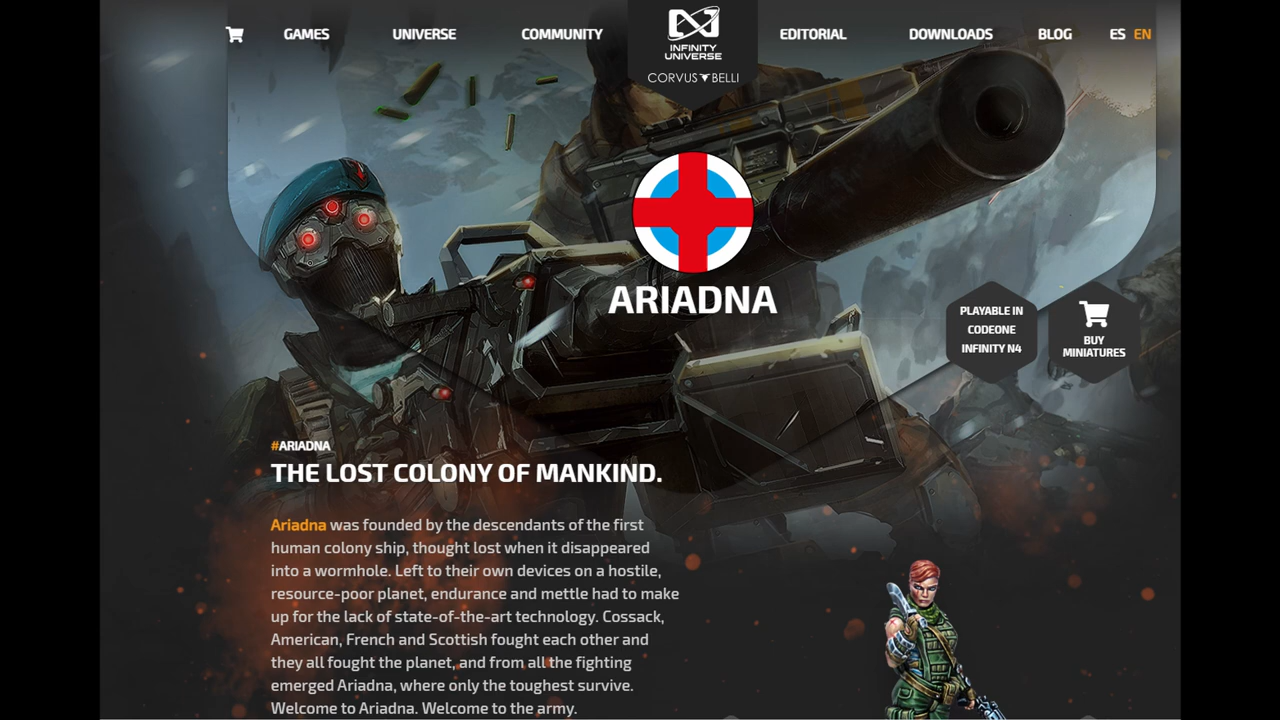 GAMES UNIVERSE COMMUNITY INFINITY UNIVERSE CORVUS BELLI EDITORIAL DOWNLOADS BLOG ES EN
ARIADNA
PLAYABLE IN
CODEONE
INFINITY N4
BUY
MINIATURES
#ARIADNA
THE LOST COLONY OF MANKIND.
Ariadna was founded by the descendants of the first
human colony ship, thought lost when it disappeared
into a wormhole. Left to their own devices on a hostile,
resource-poor planet, endurance and mettle had to make
up for the lack of state-of-the-art technology. Cossack,
American, French and Scottish fought each other and
they all fought the planet, and from all the fighting
emerged Ariadna, where only the toughest survive.
Welcome to Ariadna. Welcome to the army.